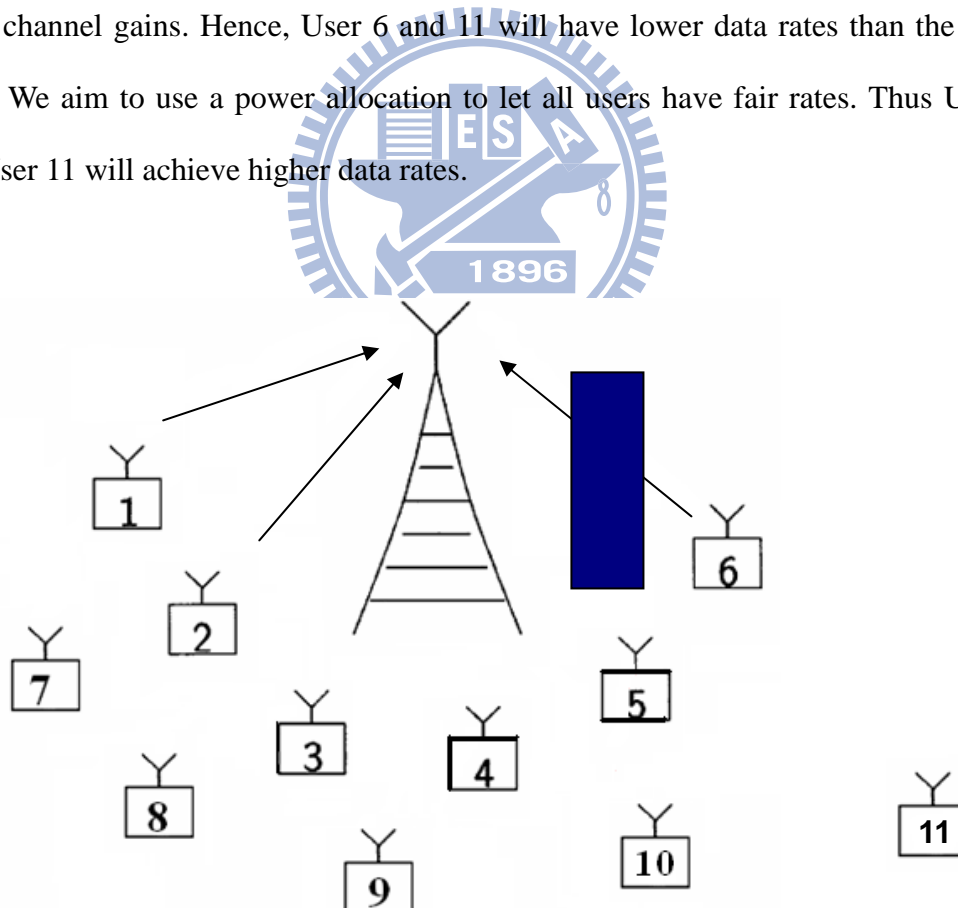 channel gains. Hence, User 6 and 11 will have lower data rates than the
We aim to use a power allocation to let all users have fair rates. Thus U
ser 11 will achieve higher data rates.
ES
A
8
1896
1
6
2
7
5
3
4
8
11
10
9